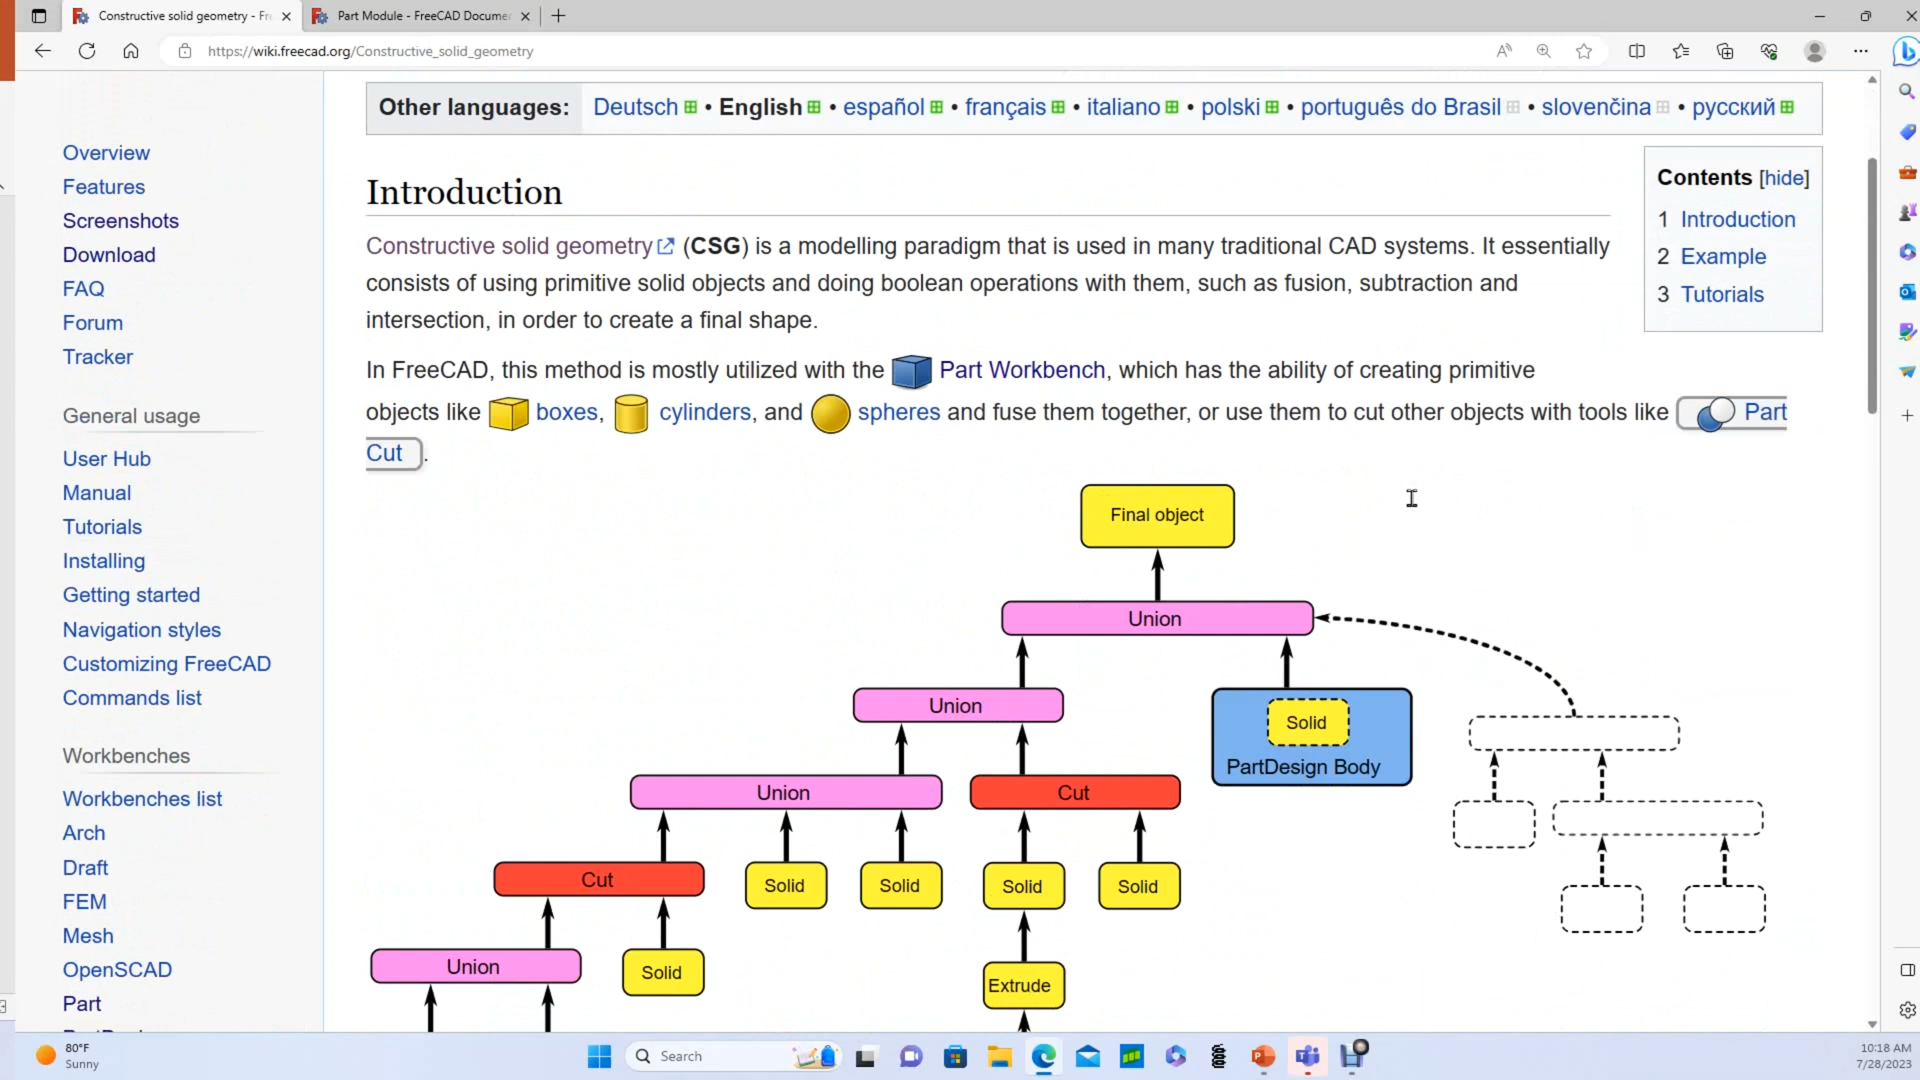 Constructive solid geometry - Fr
Part Module - FreeCAD Docume
https://wiki.freecad.org/Constructive_solid_geometry
Other languages: Deutsch • English • español • français • italiano • polski • português do Brasil • slovenčina • русский
Overview
Features
Screenshots
Download
FAQ
Forum
Tracker
General usage
User Hub
Manual
Tutorials
Installing
Getting started
Navigation styles
Customizing FreeCAD
Commands list
Workbenches
Workbenches list
Arch
Draft
FEM
Mesh
OpenSCAD
Part
Introduction
Constructive solid geometry (CSG) is a modelling paradigm that is used in many traditional CAD systems. It essentially
consists of using primitive solid objects and doing boolean operations with them, such as fusion, subtraction and
intersection, in order to create a final shape.
In FreeCAD, this method is mostly utilized with the Part Workbench, which has the ability of creating primitive
objects like boxes, cylinders, and spheres and fuse them together, or use them to cut other objects with tools like Part
Cut .
Contents [hide]
1 Introduction
2 Example
3 Tutorials
Final object
Union
Union
Solid
PartDesign Body
Union
Cut
Cut
Solid
Solid
Solid
Solid
Union
Solid
Extrude
80°F
Sunny
Search
10:18 AM
7/28/2023